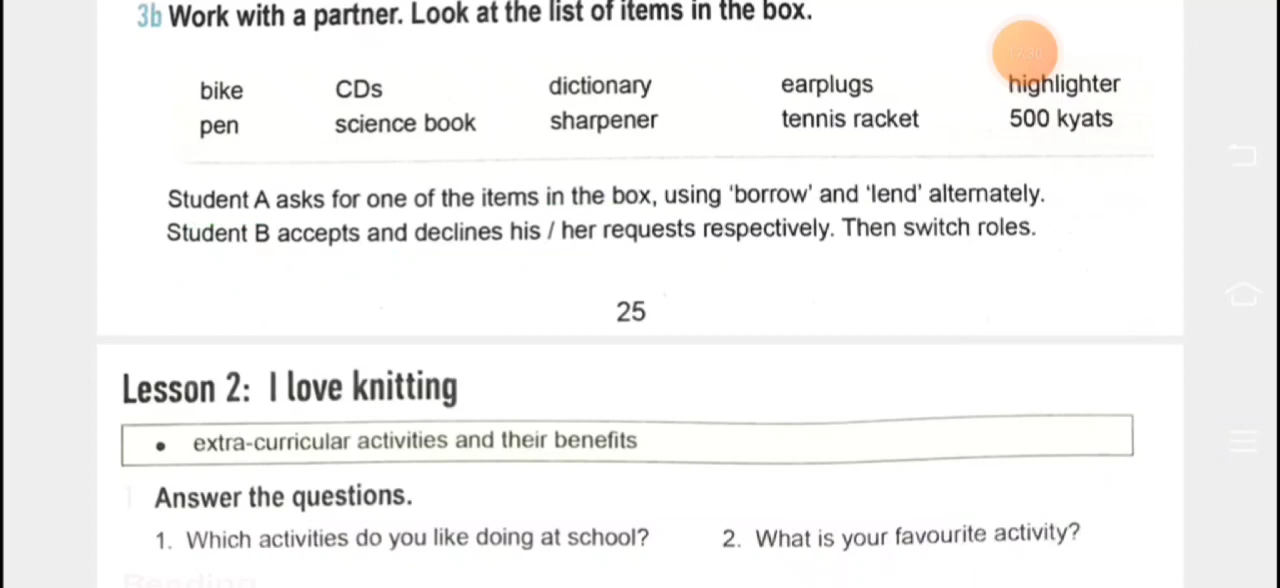 3b Work with a partner. Look at the list of items in the box.
bike CDs dictionary earplugs highlighter
pen science book sharpener tennis racket 500 kyats
Student A asks for one of the items in the box, using ‘borrow’ and ‘lend’ alternately.
Student B accepts and declines his / her requests respectively. Then switch roles.
25
Lesson 2: I love knitting
• extra-curricular activities and their benefits
Answer the questions.
1. Which activities do you like doing at school? 2. What is your favourite activity?
Reading